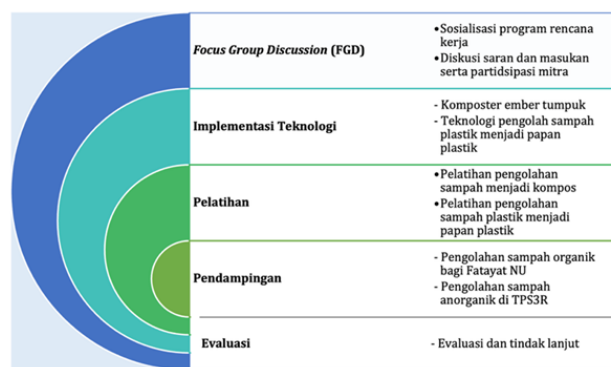 Focus Group Discussion (FGD)
•Sosialisasi program rencana
kerja
•Diskusi saran dan masukan
serta partidsipasi mitra
Implementasi Teknologi
- Komposter ember tumpuk
- Teknologi pengolah sampah
plastik menjadi papan
plastik
Pelatihan
•Pelatihan pengolahan
sampah menjadi kompos
•Pelatihan pengolahan
sampah plastik menjadi
papan plastik
Pendampingan
- Pengolahan sampah organik
bagi Fatayat NU
- Pengolahan sampah
anorganik di TPS3R
Evaluasi
- Evaluasi dan tindak lanjut